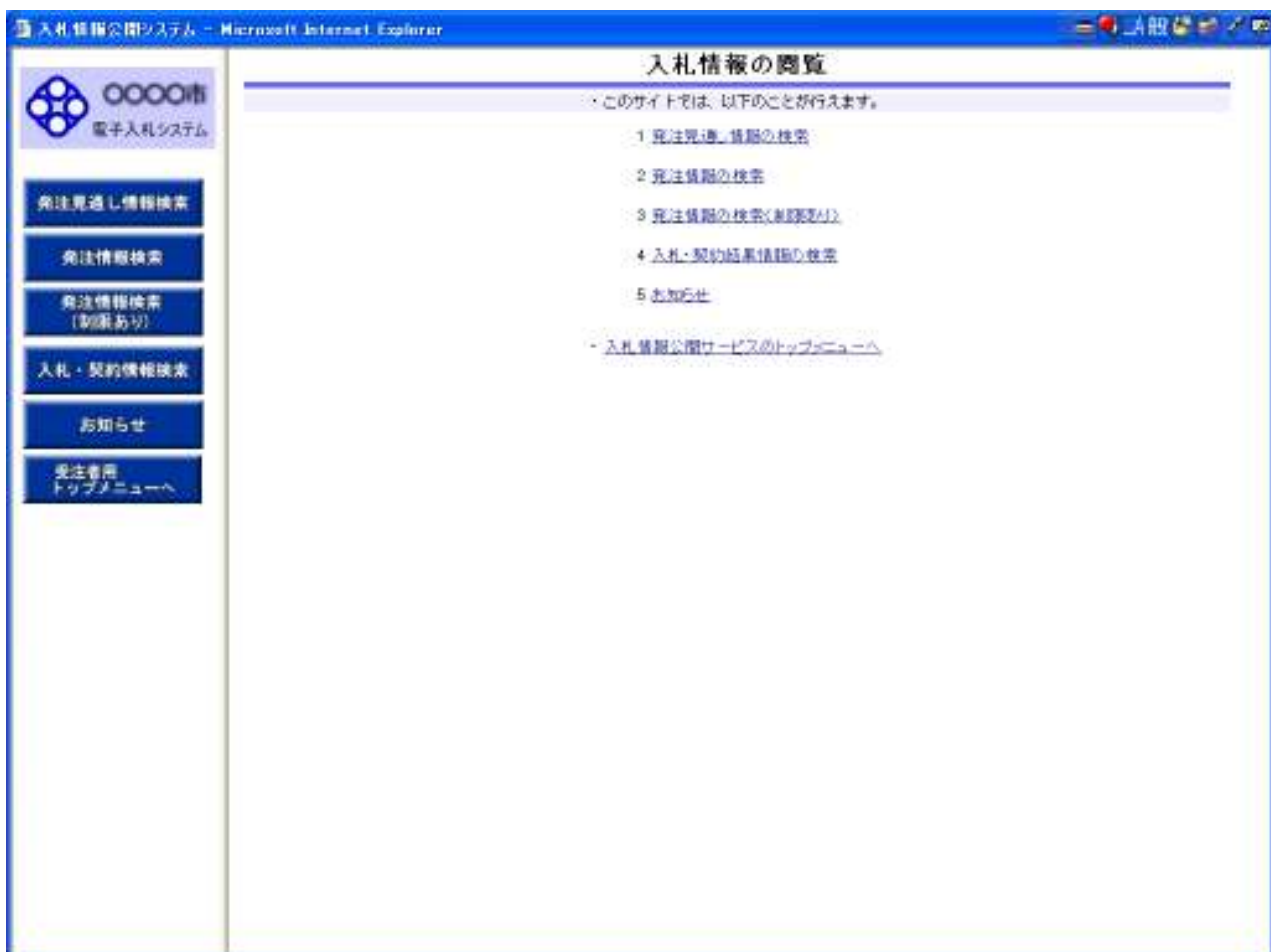 入札情報公開システム - Microsoft Internet Explorer
A 般
〇〇〇〇市
電子入札システム
発注見通し情報検索
発注情報検索
発注情報検索
(制限あり)
入札・契約情報検索
お知らせ
受注者用
トップメニューへ
入札情報の閲覧
・このサイトでは、以下のことが行えます。
1 発注見通し情報の検索
2 発注情報の検索
3 発注情報の検索(制限あり)
4 入札・契約結果情報の検索
5 お知らせ
・ 入札情報公開サービスのトップメニューへ